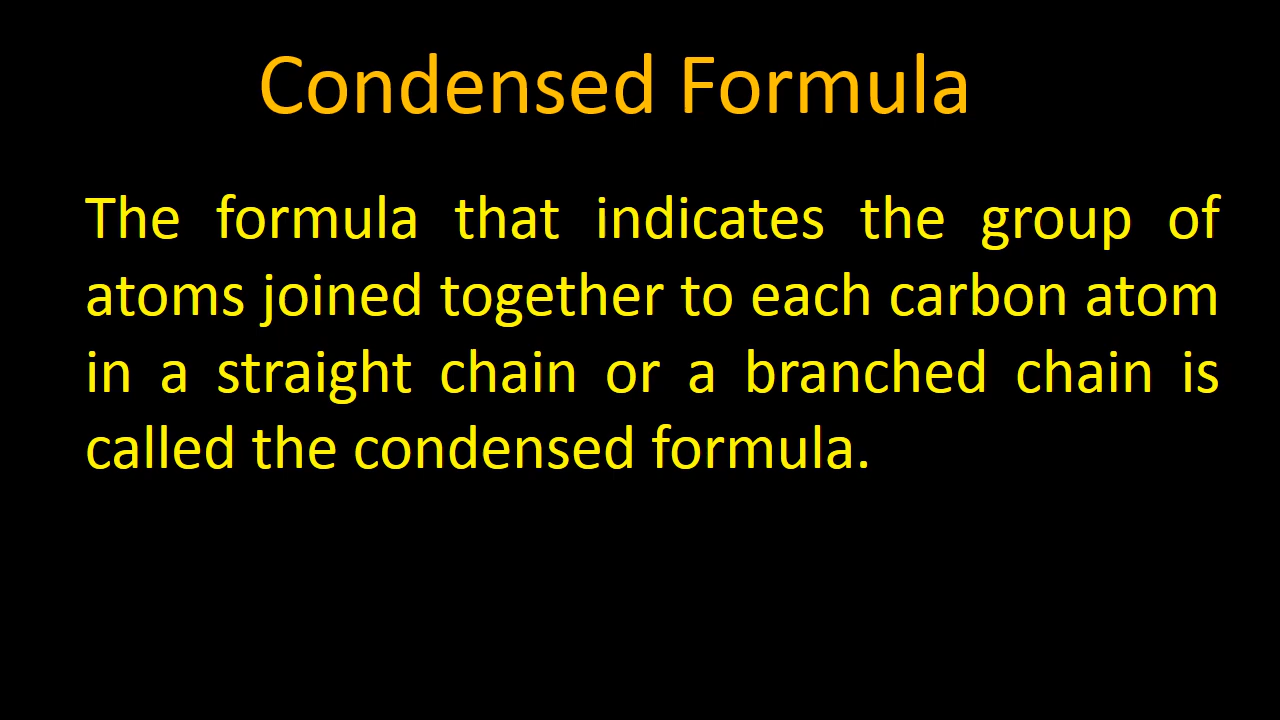 Condensed Formula
The formula that indicates the group of
atoms joined together to each carbon atom
in a straight chain or a branched chain is
called the condensed formula.